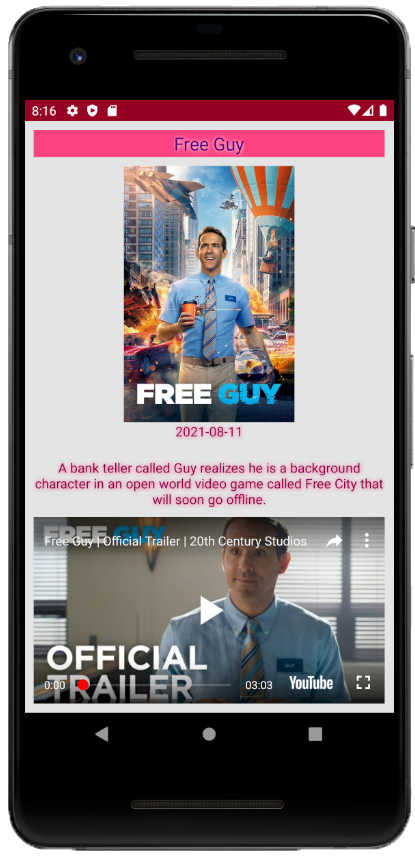 8:16
Free Guy
FREE GUY
2021-08-11
A bank teller called Guy realizes he is a background
character in an open world video game called Free City that
will soon go offline.
FREE GUY
Free Guy | Official Trailer | 20th Century Studios
OFFICIAL
TRAILER
0:00
03:03
YouTube